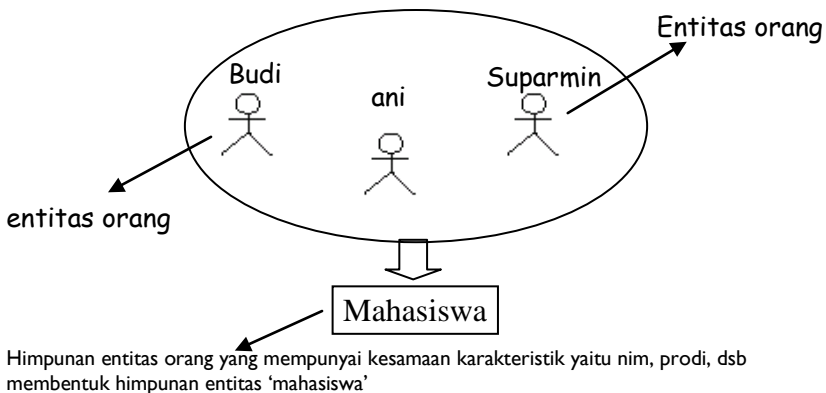 Entitas orang
Budi
Suparmin
ani
entitas orang
Mahasiswa
Himpunan entitas orang yang mempunyai kesamaan karakteristik yaitu nim, prodi, dsb
membentuk himpunan entitas ‘mahasiswa’